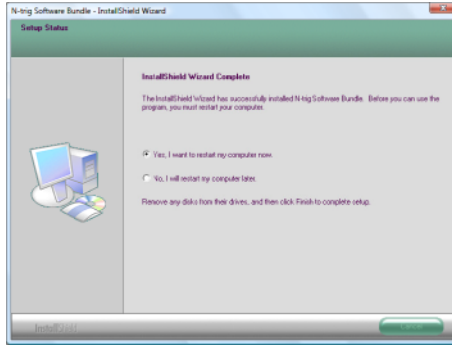 N-trig Software Bundle - InstallShield Wizard
Setup Status
InstallShield Wizard Complete
The InstallShield Wizard has successfully installed N-trig Software Bundle. Before you can use the
program, you must restart your computer.
Yes, I want to restart my computer now.
No, I will restart my computer later.
Remove any disks from their drives, and then click Finish to complete setup.
InstallShield
Cancel